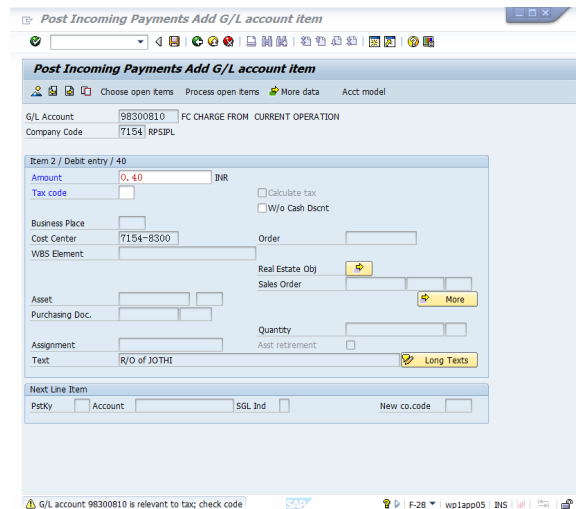 Post Incoming Payments Add G/L account item
Post Incoming Payments Add G/L account item
Choose open items Process open items More data Acct model
G/L Account 98300810 FC CHARGE FROM CURRENT OPERATION
Company Code 7154 RPSIPL
Item 2 / Debit entry / 40
Amount 0.40 INR
Tax code Calculate tax
W/o Cash Dscnt
Business Place
Cost Center 7154-8300 Order
WBS Element
Real Estate Obj
Sales Order
Asset More
Purchasing Doc.
Quantity
Assignment Asst retirement
Text R/O of JOTHI Long Texts
Next Line Item
PstKy Account SGL Ind New co.code
G/L account 98300810 is relevant to tax; check code SAP F-28 wp1app05 INS